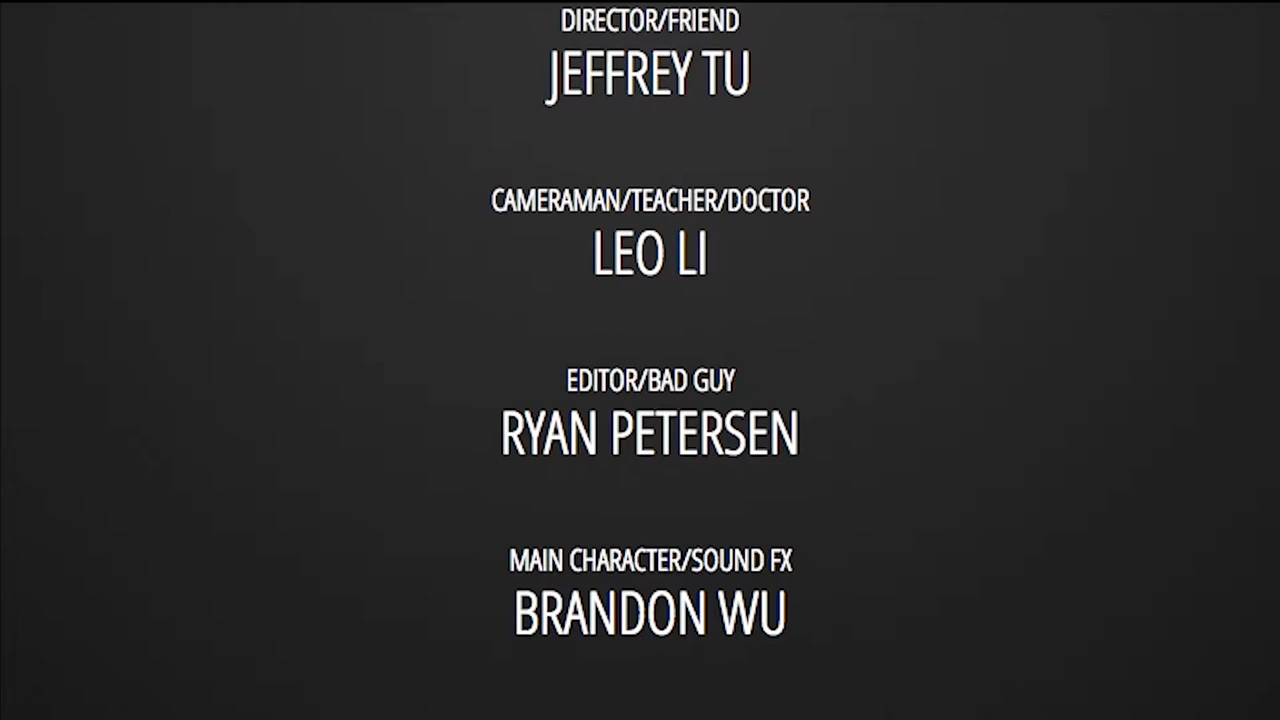 DIRECTOR/FRIEND
JEFFREY TU
CAMERAMAN/TEACHER/DOCTOR
LEO LI
EDITOR/BAD GUY
RYAN PETERSEN
MAIN CHARACTER/SOUND FX
BRANDON WU